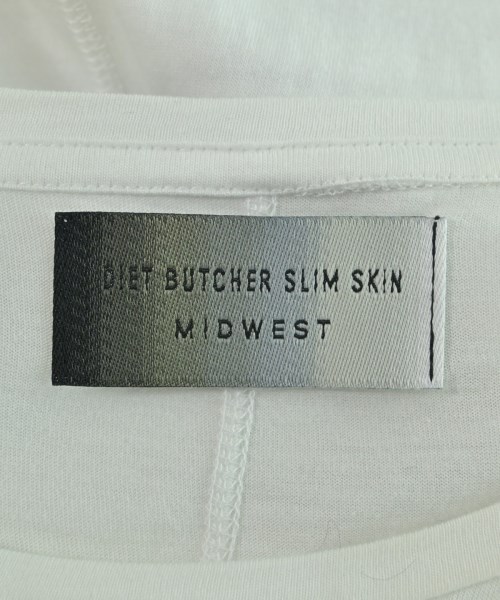 DIET BUTCHER SLIM SKIN
MIDWEST